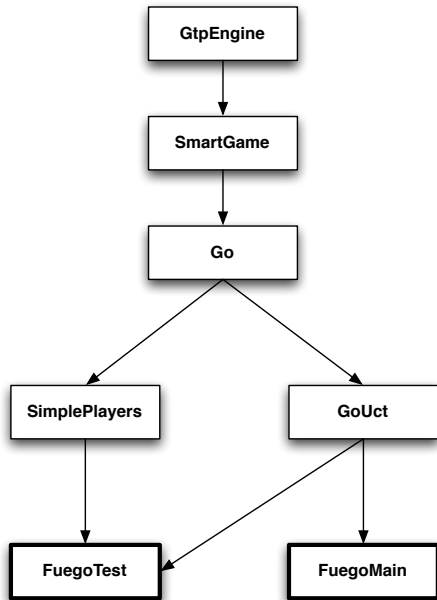 GtpEngine
SmartGame
Go
SimplePlayers
GoUct
FuegoTest
FuegoMain